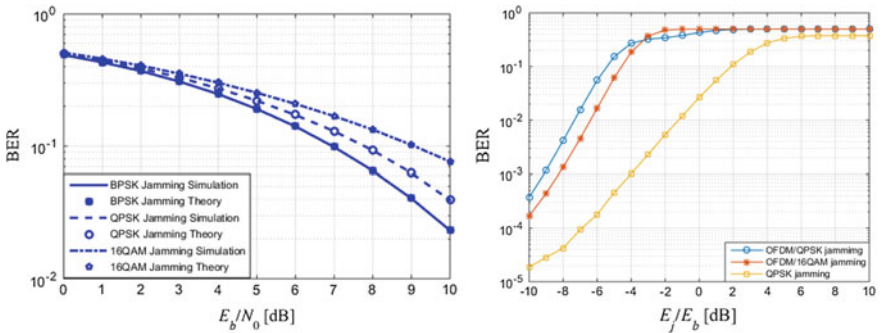 10^0
10^-1
10^-2
BER
0 1 2 3 4 5 6 7 8 9 10
E_b/N_0 [dB]
BPSK Jamming Simulation
BPSK Jamming Theory
QPSK Jamming Simulation
QPSK Jamming Theory
16QAM Jamming Simulation
16QAM Jamming Theory
10^0
10^-1
10^-2
10^-3
10^-4
10^-5
BER
-10 -8 -6 -4 -2 0 2 4 6 8 10
E_j/E_b [dB]
OFDM/QPSK jamming
OFDM/16QAM jamming
QPSK jamming